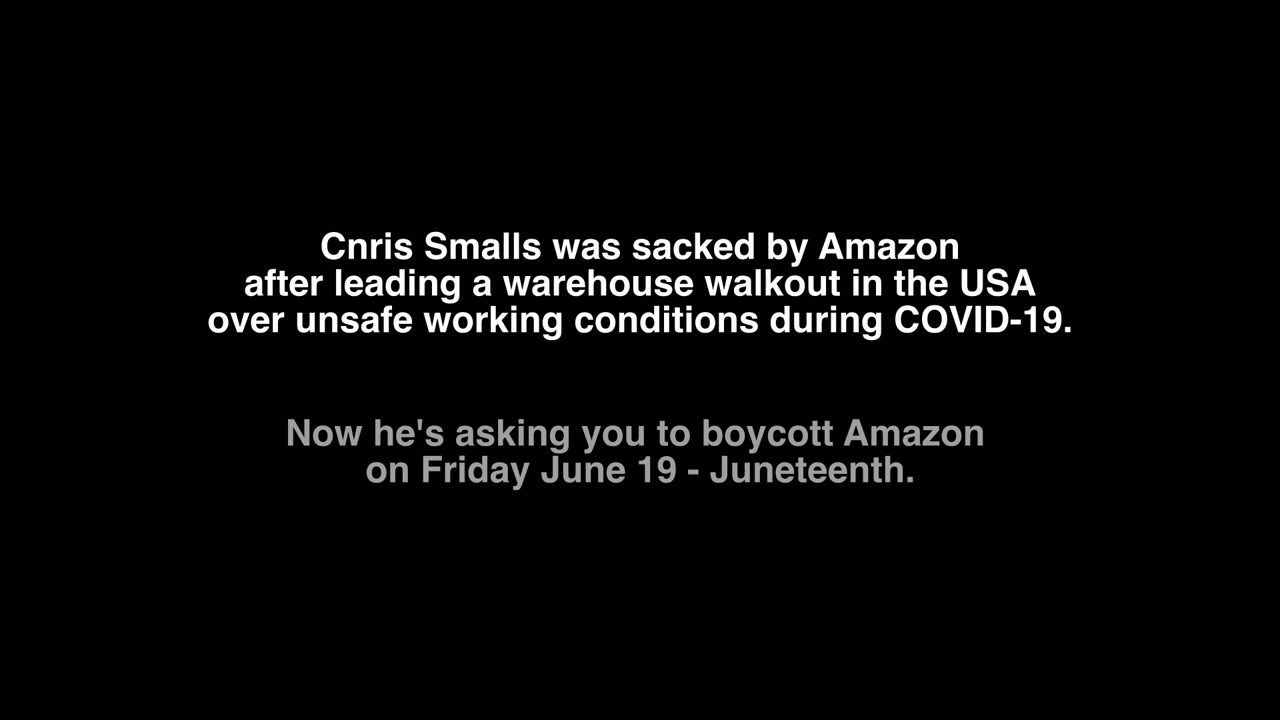 Cnris Smalls was sacked by Amazon
after leading a warehouse walkout in the USA
over unsafe working conditions during COVID-19.
Now he's asking you to boycott Amazon
on Friday June 19 - Juneteenth.